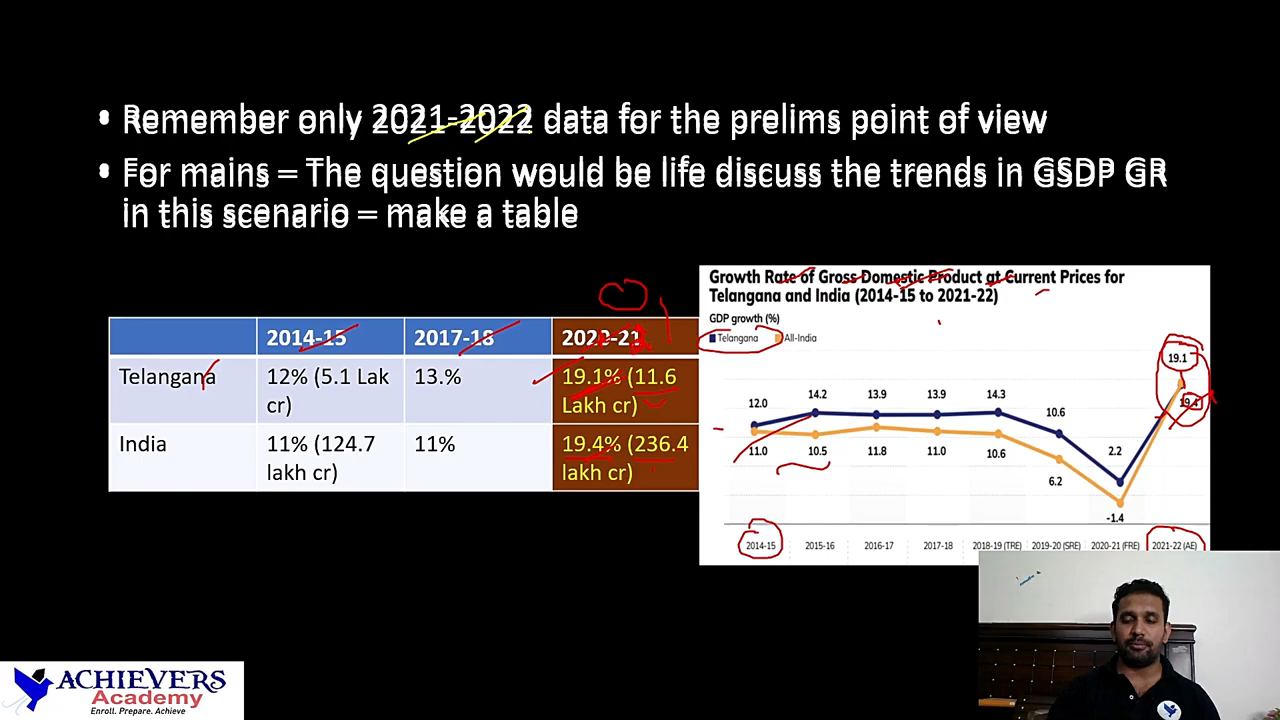 • Remember only 2021-2022 data for the prelims point of view
• For mains = The question would be life discuss the trends in GSDP GR
in this scenario = make a table
2014-15 2017-18 2020-21
Telangana 12% (5.1 Lak 13.% 19.1% (11.6
cr) Lakh cr)
India 11% (124.7 11% 19.4% (236.4
lakh cr) lakh cr)
Growth Rate of Gross Domestic Product at Current Prices for
Telangana and India (2014-15 to 2021-22)
GDP growth (%)
Telangana All-India
19.1
19.4
12.0 14.2 13.9 13.9 14.3 10.6 2.2
11.0 10.5 11.8 11.0 10.6 6.2 -1.4
2014-15 2015-16 2016-17 2017-18 2018-19 (TRE) 2019-20 (SRE) 2020-21 (FRE) 2021-22 (AE)
ACHIEVERS
Academy
Enroll. Prepare. Achieve